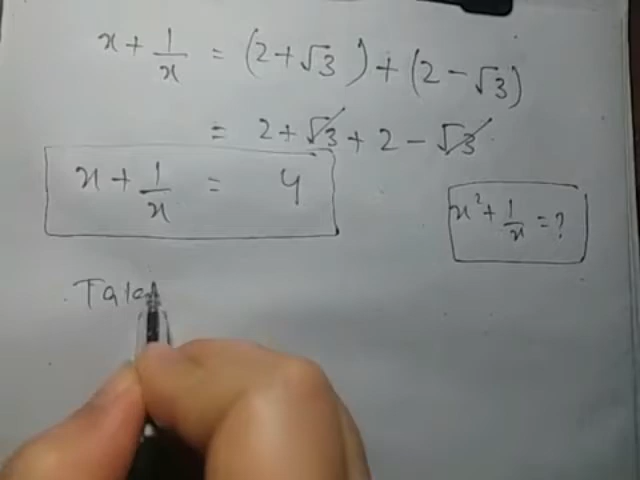 x + 1/x = (2 + √3) + (2 - √3)
= 2 + √3 + 2 - √3
x + 1/x = 4
x² + 1/x = ?